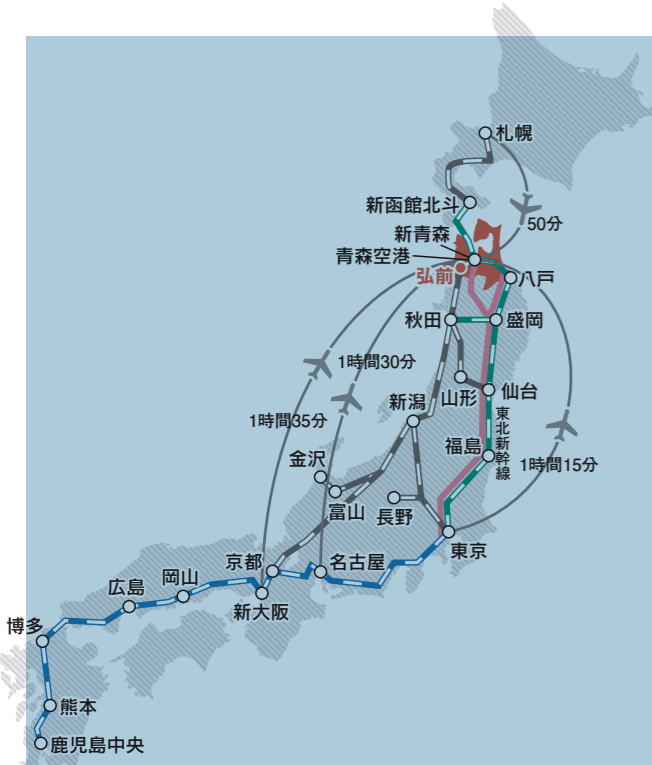 札幌
新函館北斗
50分
新青森
青森空港
弘前
八戸
秋田
盛岡
1時間30分
山形
仙台
新潟
1時間35分
東北新幹線
福島
金沢
1時間15分
富山
長野
東京
京都
名古屋
岡山
広島
新大阪
博多
熊本
鹿児島中央